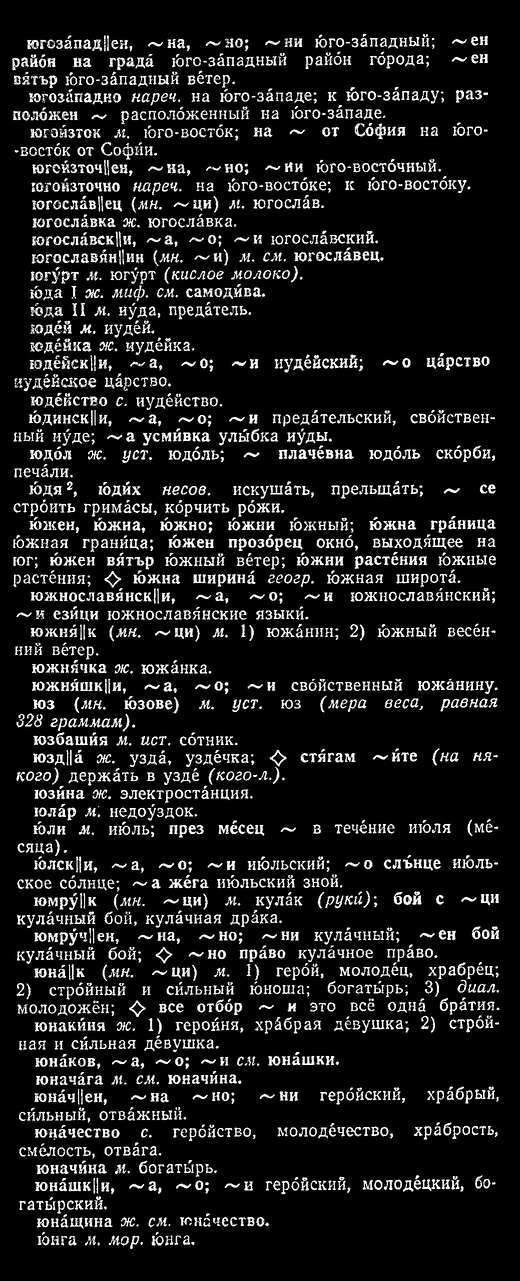 югоза́пад||ен, ~на, ~но; ~ни ю́го-за́падный; ~ен
райо́н на града́ ю́го-за́падный райо́н го́рода; ~ен
вя́тър ю́го-за́падный ве́тер.
югоза́падно нареч. на ю́го-за́паде; к ю́го-за́паду; раз-
поло́жен ~ располо́женный на ю́го-за́паде.
югои́зток м. ю́го-восто́к; на ~ от Со́фия на ю́го-
-восто́к от Софи́и.
югои́зточ||ен, ~на, ~но; ~ни ю́го-восто́чный.
югои́зточно нареч. на ю́го-восто́ке; к ю́го-восто́ку.
югосла́в||ец (мн. ~ци) м. югосла́в.
югосла́вка ж. югосла́вка.
югосла́вск||и, ~а, ~о; ~и югосла́вский.
югославя́н||ин (мн. ~и) м. см. югосла́вец.
югу́рт м. югу́рт (кислое молоко).
ю́да I ж. миф. см. самоди́ва.
ю́да II м. иу́да, преда́тель.
юде́й м. иуде́й.
юде́йка ж. иуде́йка.
юде́йск||и, ~а, ~о; ~и иуде́йский; ~о ца́рство
иуде́йское ца́рство.
юде́йство с. иуде́йство.
ю́динск||и, ~а, ~о; ~и преда́тельский, сво́йствен-
ный иу́де; ~а усми́вка улы́бка иу́ды.
юдо́л ж. уст. юдо́ль; ~ плаче́вна юдо́ль ско́рби,
печа́ли.
ю́дя², ю́дих несов. искуша́ть, прельща́ть; ~ се
стро́ить грима́сы, ко́рчить ро́жи.
ю́жен, ю́жна, ю́жно; ю́жни ю́жный; ю́жна гра́ница
ю́жная грани́ца; ю́жен прозо́рец окно́, выходя́щее на
юг; ю́жен вя́тър ю́жный ве́тер; ю́жни расте́ния ю́жные
расте́ния; ◇ ю́жна ширина́ геогр. ю́жная широта́.
южнославя́нск||и, ~а, ~о; ~и южнославя́нский;
~и ези́ци южнославя́нские языки́.
южня́||к (мн. ~ци) м. 1) южа́нин; 2) ю́жный весе́н-
ний ве́тер.
южня́чка ж. южа́нка.
южня́шк||и, ~а, ~о; ~и сво́йственный южа́нину.
юз (мн. ю́зове) м. уст. юз (мера веса, равная
328 граммам).
юзбаши́я м. ист. со́тник.
юзд||а́ ж. узда́, узде́чка; ◇ стя́гам ~и́те (на ня-
кого) держа́ть в узде́ (кого-л.).
юзи́на ж. электроста́нция.
юла́р м. недоу́здок.
ю́ли м. ию́ль; през ме́сец ~ в тече́ние ию́ля (ме́-
сяца).
ю́лск||и, ~а, ~о; ~и ию́льский; ~о слъ́нце ию́ль-
ское со́лнце; ~а же́га ию́льский зной.
юмру́||к (мн. ~ци) м. кула́к (руки́); бой с ~ци
кула́чный бой, кула́чная дра́ка.
юмру́ч||ен, ~на, ~но; ~ни кула́чный; ~ен бой
кула́чный бой; ◇ ~но пра́во кула́чное пра́во.
юна́||к (мн. ~ци) м. 1) геро́й, молоде́ц, храбре́ц;
2) стро́йный и си́льный ю́ноша; богаты́рь; 3) диал.
молодожён; ◇ все отбо́р ~и это всё одна́ бра́тия.
юнаки́ня ж. 1) герои́ня, хра́брая де́вушка; 2) стро́й-
ная и си́льная де́вушка.
юна́ков, ~а, ~о; ~и см. юна́шки.
юнача́га м. см. юначи́на.
юна́ч||ен, ~на ~но; ~ни геро́йский, хра́брый,
си́льный, отва́жный.
юна́чество с. геро́йство, молоде́чество, хра́брость,
сме́лость, отва́га.
юначи́на м. богаты́рь.
юна́шк||и, ~а, ~о; ~и геро́йский, молоде́цкий, бо-
гаты́рский.
юна́щина ж. см. юна́чество.
ю́нга м. мор. ю́нга.